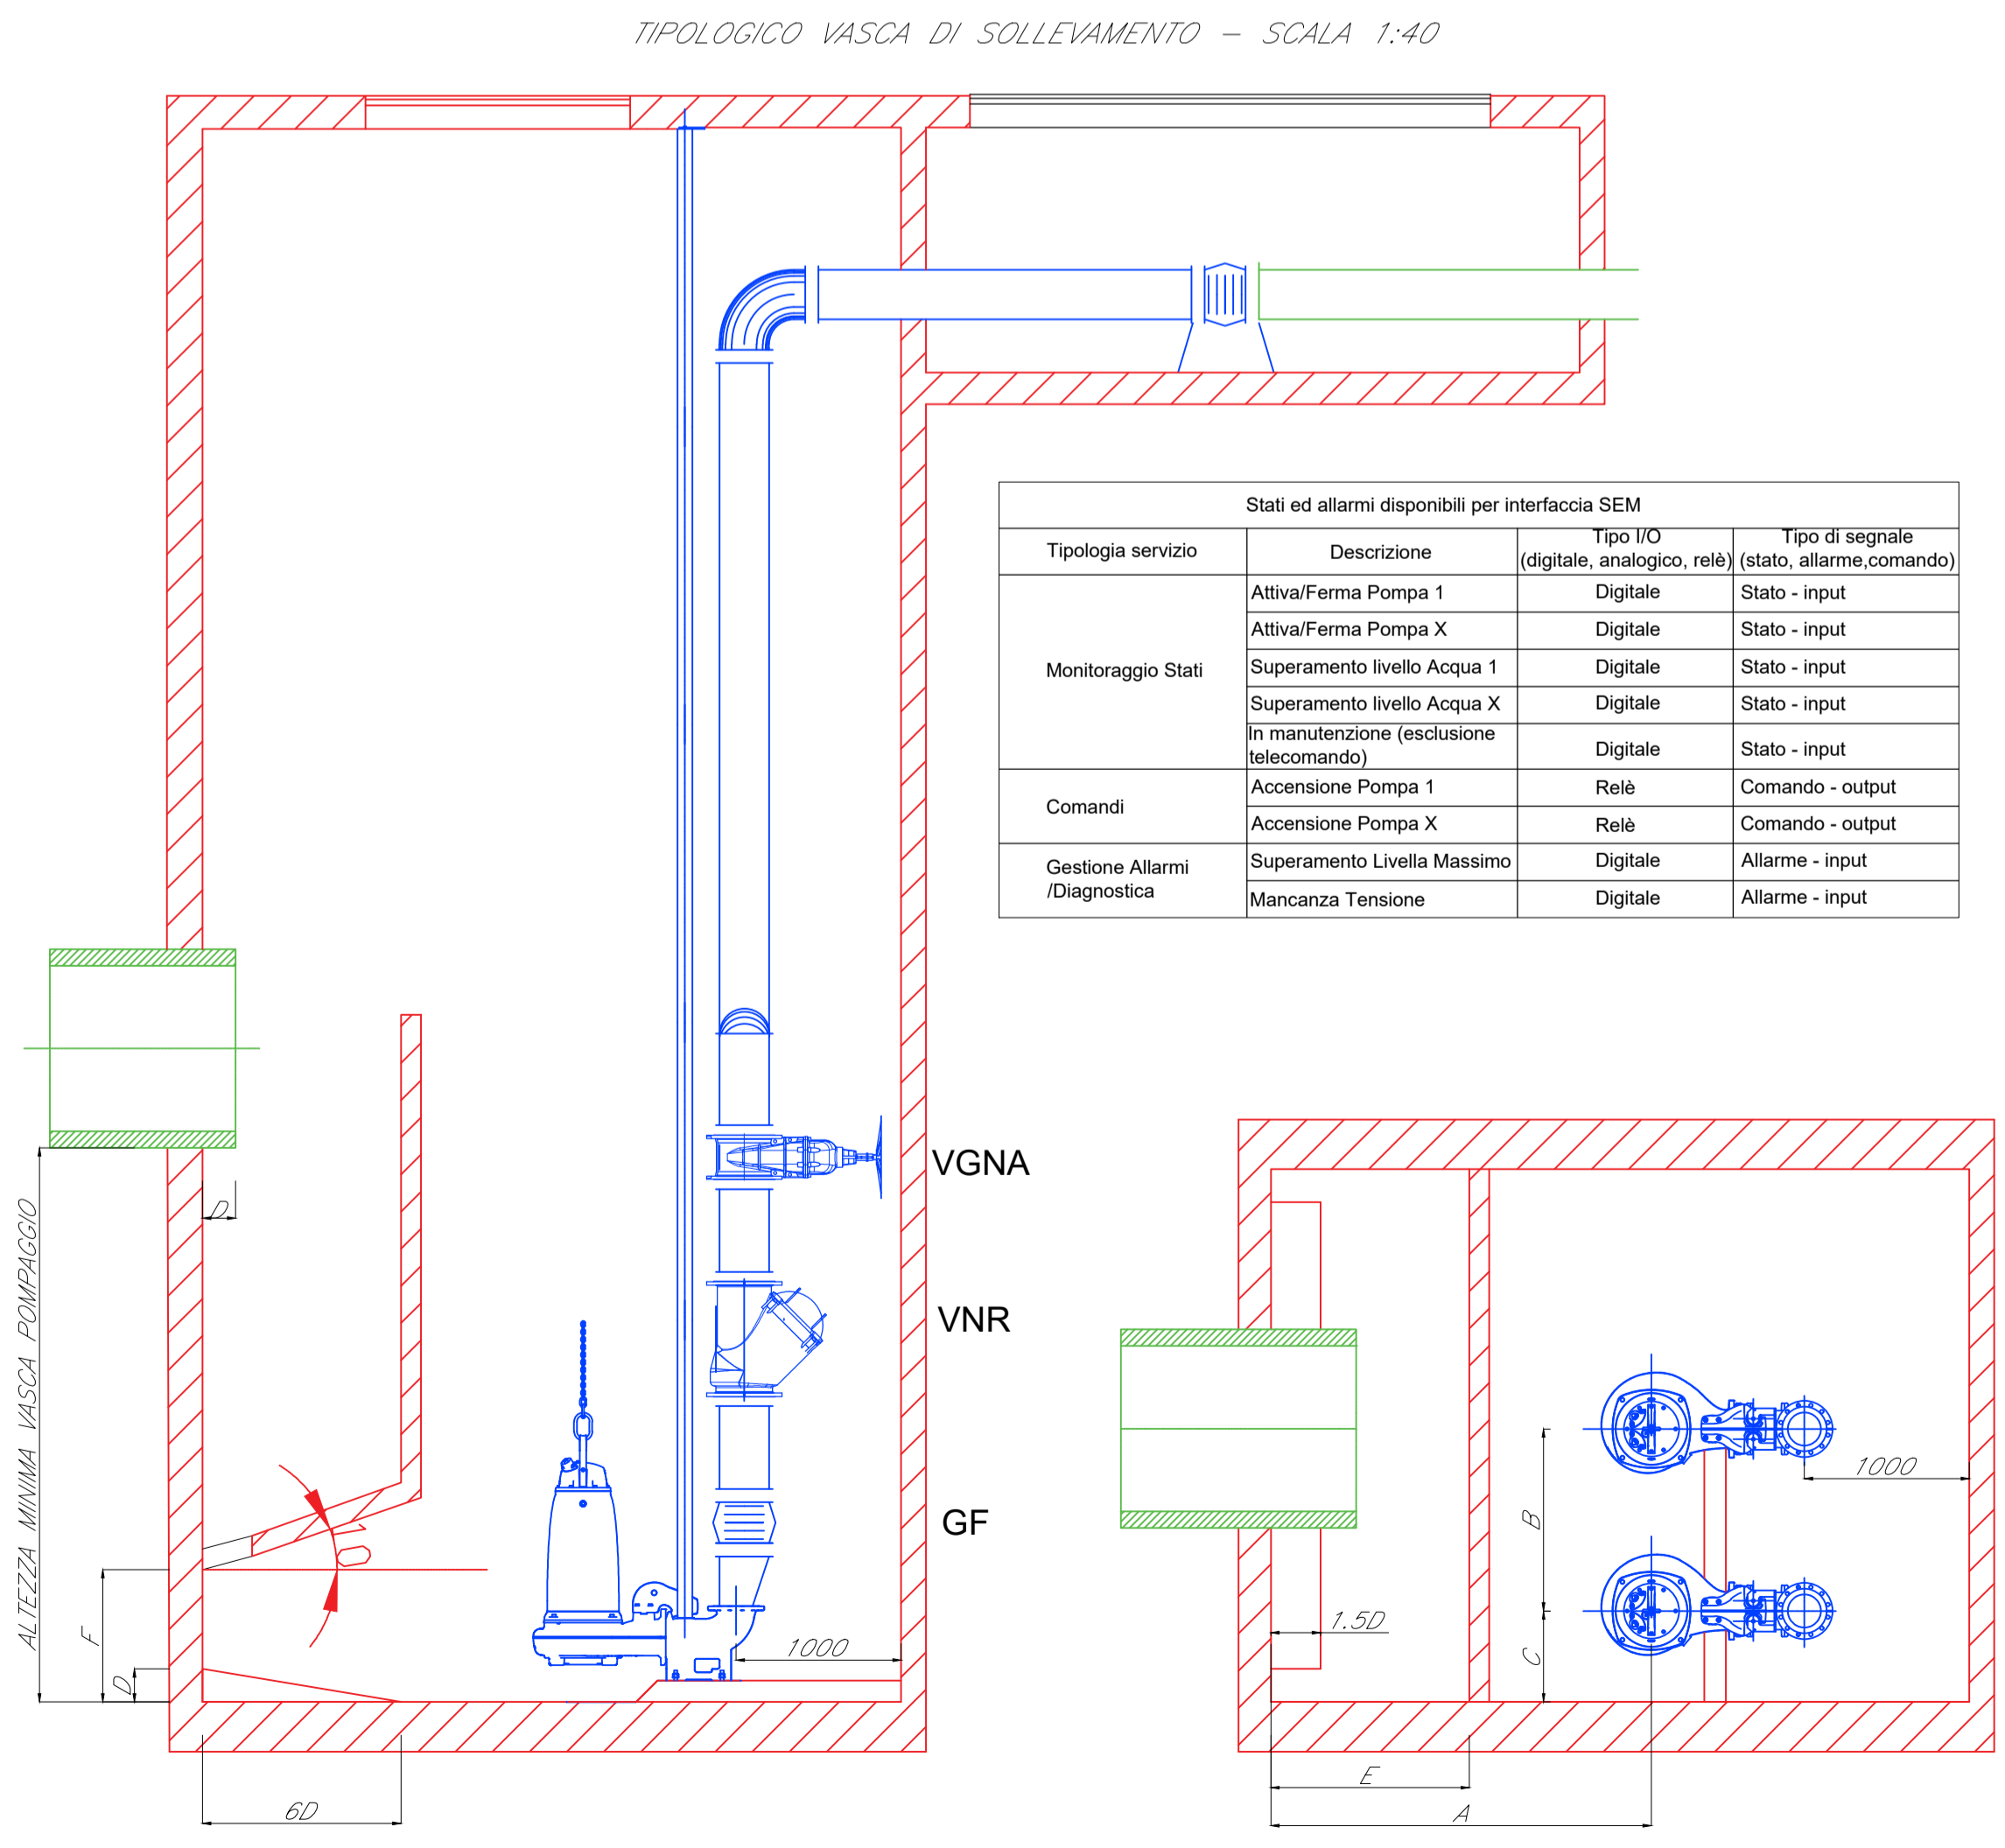 TIPOLOGICO VASCA DI SOLLEVAMENTO – SCALA 1:40
Stati ed allarmi disponibili per interfaccia SEM
Tipologia servizio
Descrizione
Tipo I/O
(digitale, analogico, relè)
Tipo di segnale
(stato, allarme,comando)
Monitoraggio Stati
Attiva/Ferma Pompa 1
Digitale
Stato - input
Attiva/Ferma Pompa X
Digitale
Stato - input
Superamento livello Acqua 1
Digitale
Stato - input
Superamento livello Acqua X
Digitale
Stato - input
In manutenzione (esclusione
telecomando)
Digitale
Stato - input
Comandi
Accensione Pompa 1
Relè
Comando - output
Accensione Pompa X
Relè
Comando - output
Gestione Allarmi
/Diagnostica
Superamento Livella Massimo
Digitale
Allarme - input
Mancanza Tensione
Digitale
Allarme - input
VGNA
VNR
GF
ALTEZZA MINIMA VASCA POMPAGGIO
D
F
D
6D
1000
1000
B
C
1.5D
E
A